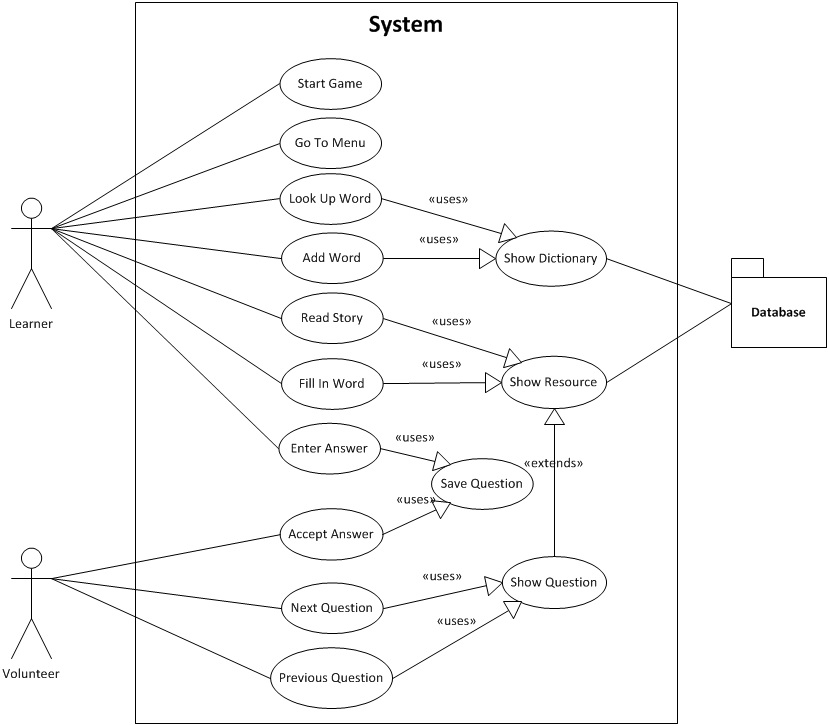 System
Start Game
Go To Menu
Look Up Word
«uses»
Add Word
«uses»
Show Dictionary
Learner
Read Story
«uses»
Database
Fill In Word
«uses»
Show Resource
Enter Answer
«uses»
«extends»
Save Question
«uses»
Accept Answer
Volunteer
Next Question
«uses»
Show Question
«uses»
Previous Question